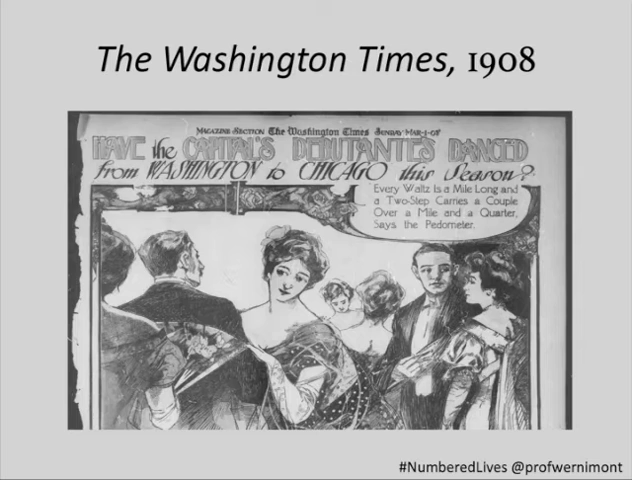 The Washington Times, 1908
MAGAZINE SECTION The Washington Times SUNDAY MAR-1-08
HAVE the CAPITAL'S DEBUTANTES DANCED
from WASHINGTON to CHICAGO this Season?
Every Waltz Is a Mile Long and
a Two-Step Carries a Couple
Over a Mile and a Quarter,
Says the Pedometer.
#NumberedLives @profwernimont